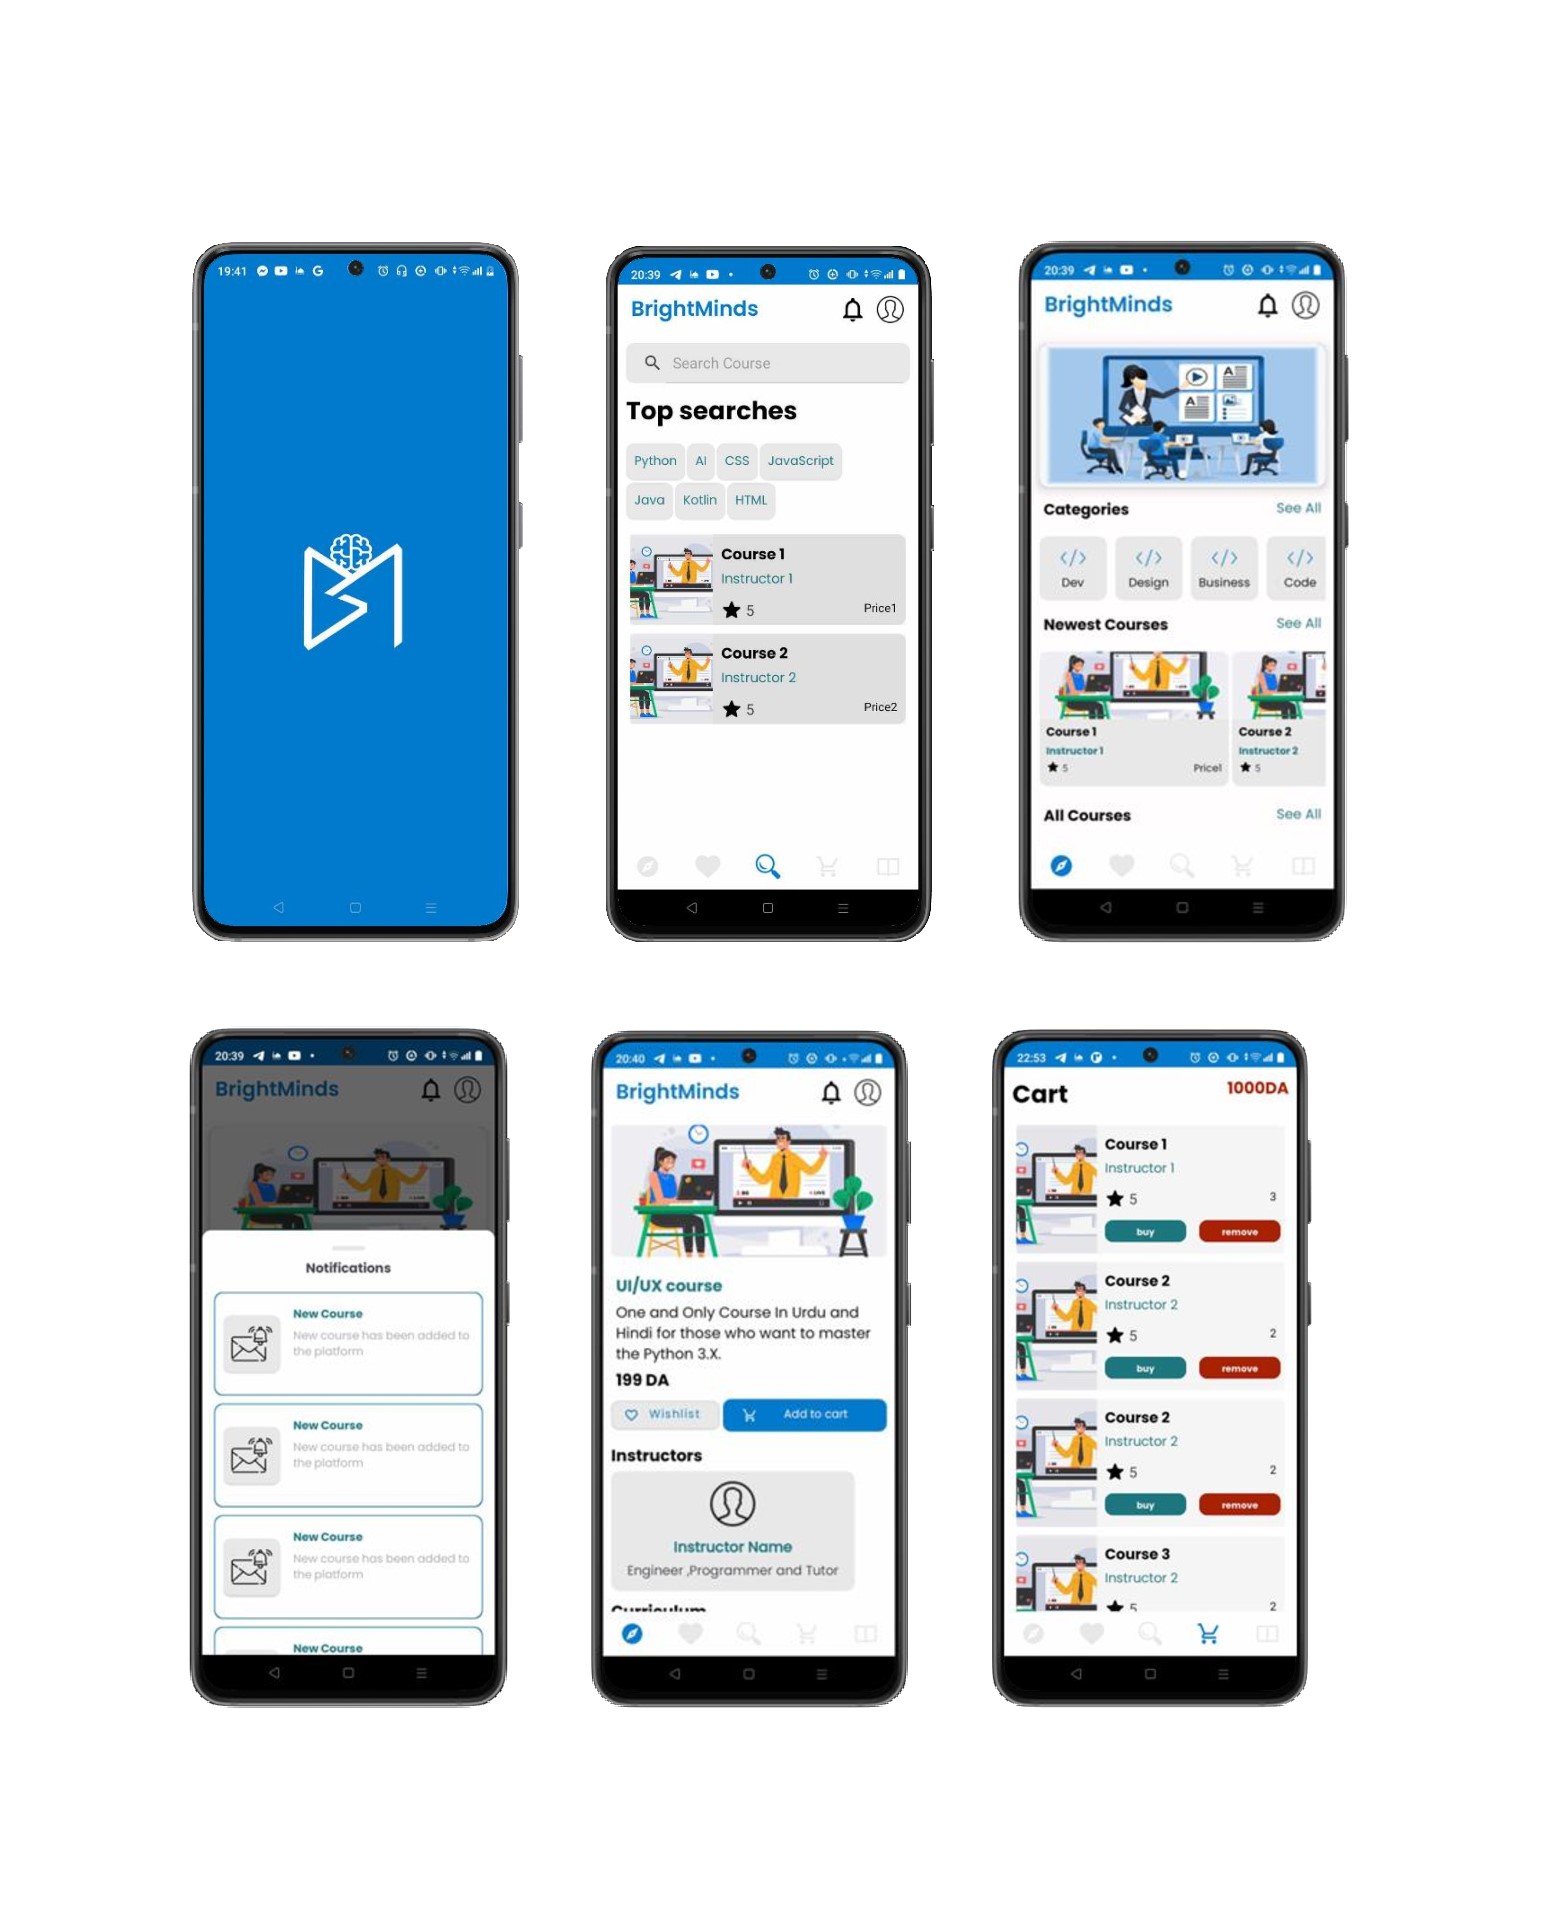 19:41
20:39
BrightMinds
Search Course
Top searches
Python AI CSS JavaScript
Java Kotlin HTML
Course 1
Instructor 1
5 Price1
Course 2
Instructor 2
5 Price2
20:39
BrightMinds
Categories See All
Dev Design Business Code
Newest Courses See All
Course 1 Course 2
Instructor 1 Instructor 2
5 Price1 5
All Courses See All
20:39
BrightMinds
Notifications
New Course
New course has been added to
the platform
New Course
New course has been added to
the platform
New Course
New course has been added to
the platform
New Course
20:40
BrightMinds
UI/UX course
One and Only Course In Urdu and
Hindi for those who want to master
the Python 3.X.
199 DA
Wishlist Add to cart
Instructors
Instructor Name
Engineer ,Programmer and Tutor
Curriculum
22:53
Cart 1000DA
Course 1
Instructor 1
5 3
buy remove
Course 2
Instructor 2
5 2
buy remove
Course 2
Instructor 2
5 2
buy remove
Course 3
Instructor 2
5 2